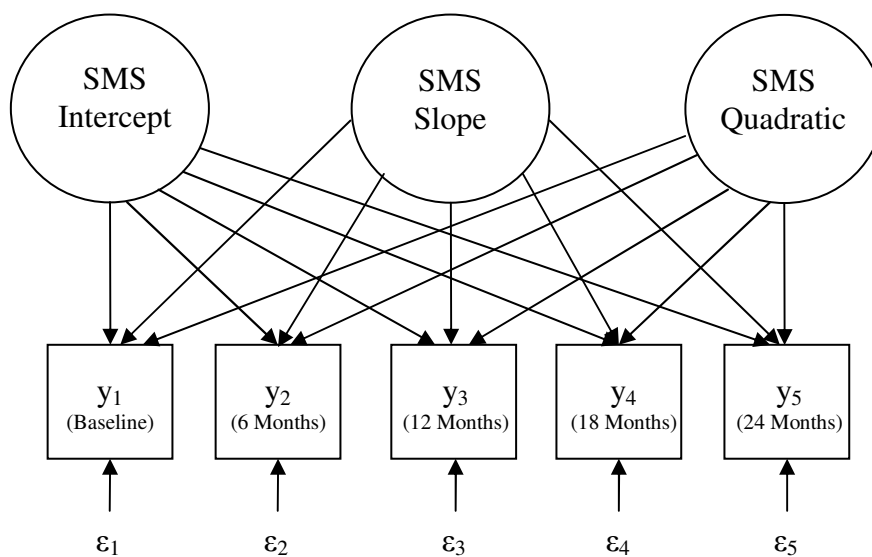 SMS
Intercept
SMS
Slope
SMS
Quadratic
y₁
(Baseline)
y₂
(6 Months)
y₃
(12 Months)
y₄
(18 Months)
y₅
(24 Months)
ε₁
ε₂
ε₃
ε₄
ε₅